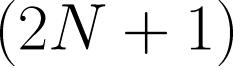 (2N + 1)